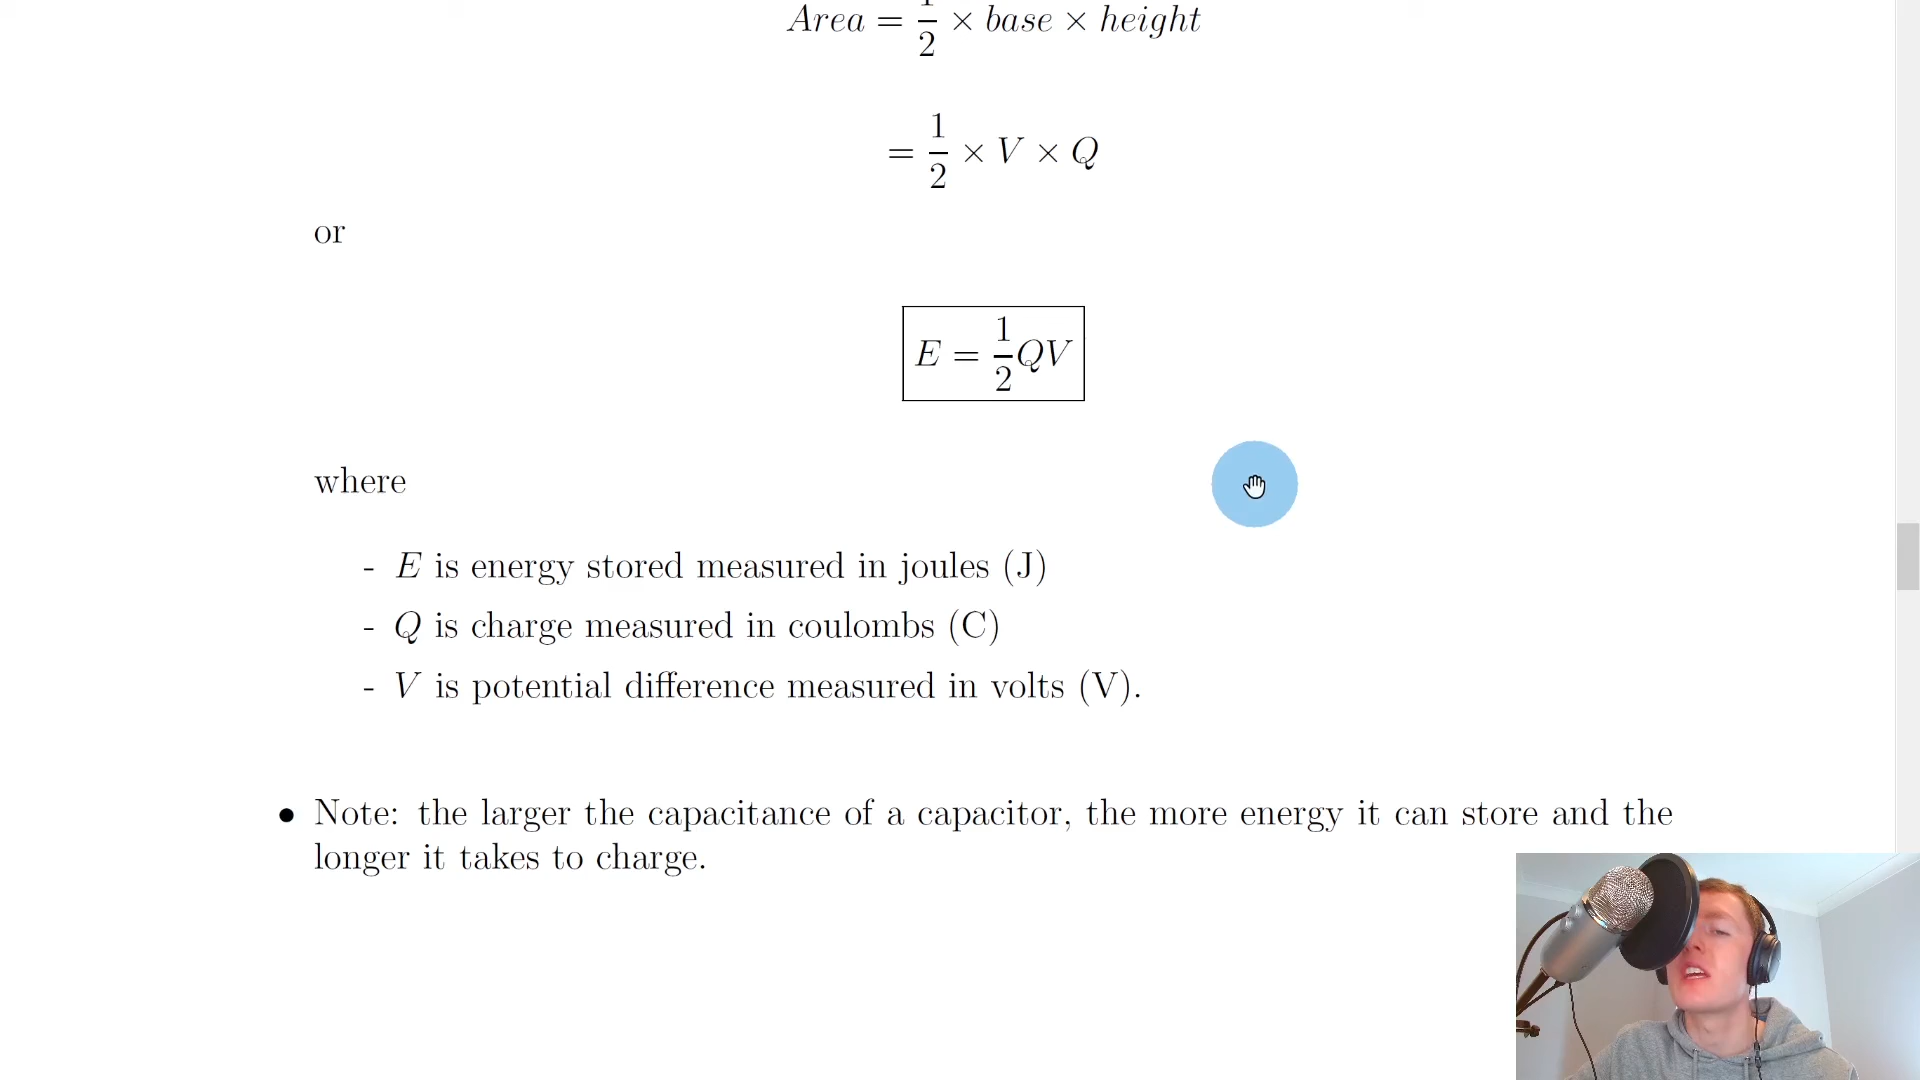 Area = 1/2 × base × height
= 1/2 × V × Q
or
E = 1/2 QV
where
- E is energy stored measured in joules (J)
- Q is charge measured in coulombs (C)
- V is potential difference measured in volts (V).
• Note: the larger the capacitance of a capacitor, the more energy it can store and the
longer it takes to charge.